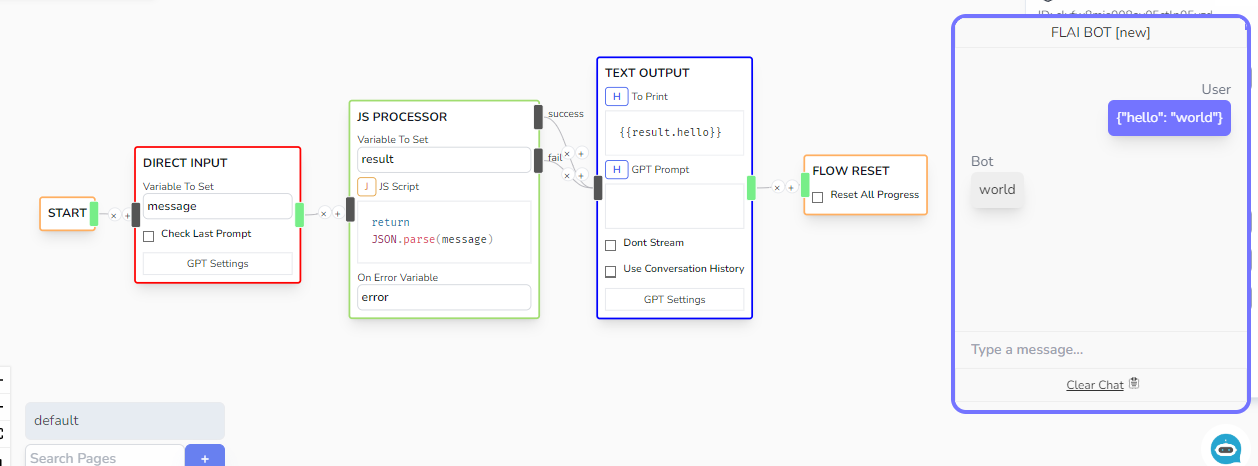 START
DIRECT INPUT
Variable To Set
message
Check Last Prompt
GPT Settings
JS PROCESSOR
Variable To Set
result
J JS Script
return
JSON.parse(message)
On Error Variable
error
success
fail
TEXT OUTPUT
H To Print
{{result.hello}}
H GPT Prompt
Dont Stream
Use Conversation History
GPT Settings
FLOW RESET
Reset All Progress
FLAI BOT [new]
User
{"hello": "world"}
Bot
world
Type a message...
Clear Chat
default
Search Pages
+